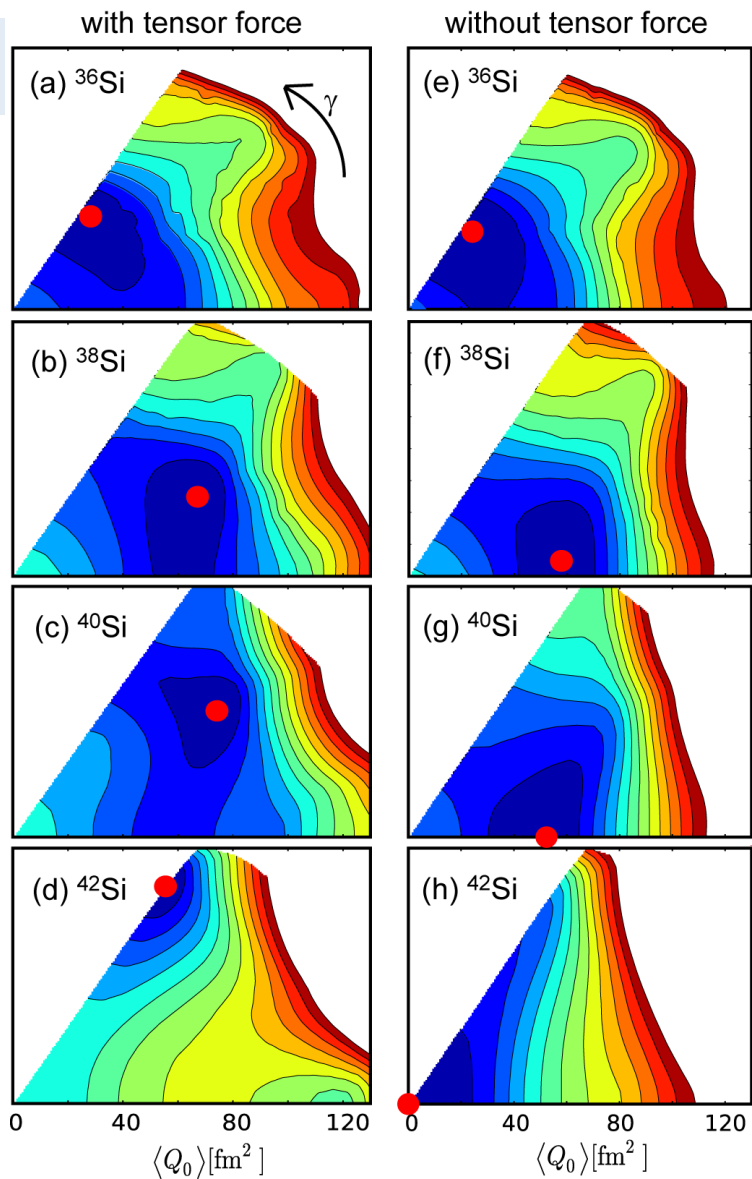 with tensor force
without tensor force
(a) ³⁶Si
γ
(e) ³⁶Si
γ
(b) ³⁸Si
(f) ³⁸Si
(c) ⁴⁰Si
(g) ⁴⁰Si
(d) ⁴²Si
(h) ⁴²Si
0 40 80 120
0 40 80 120
⟨Q₀⟩[fm²]
⟨Q₀⟩[fm²]